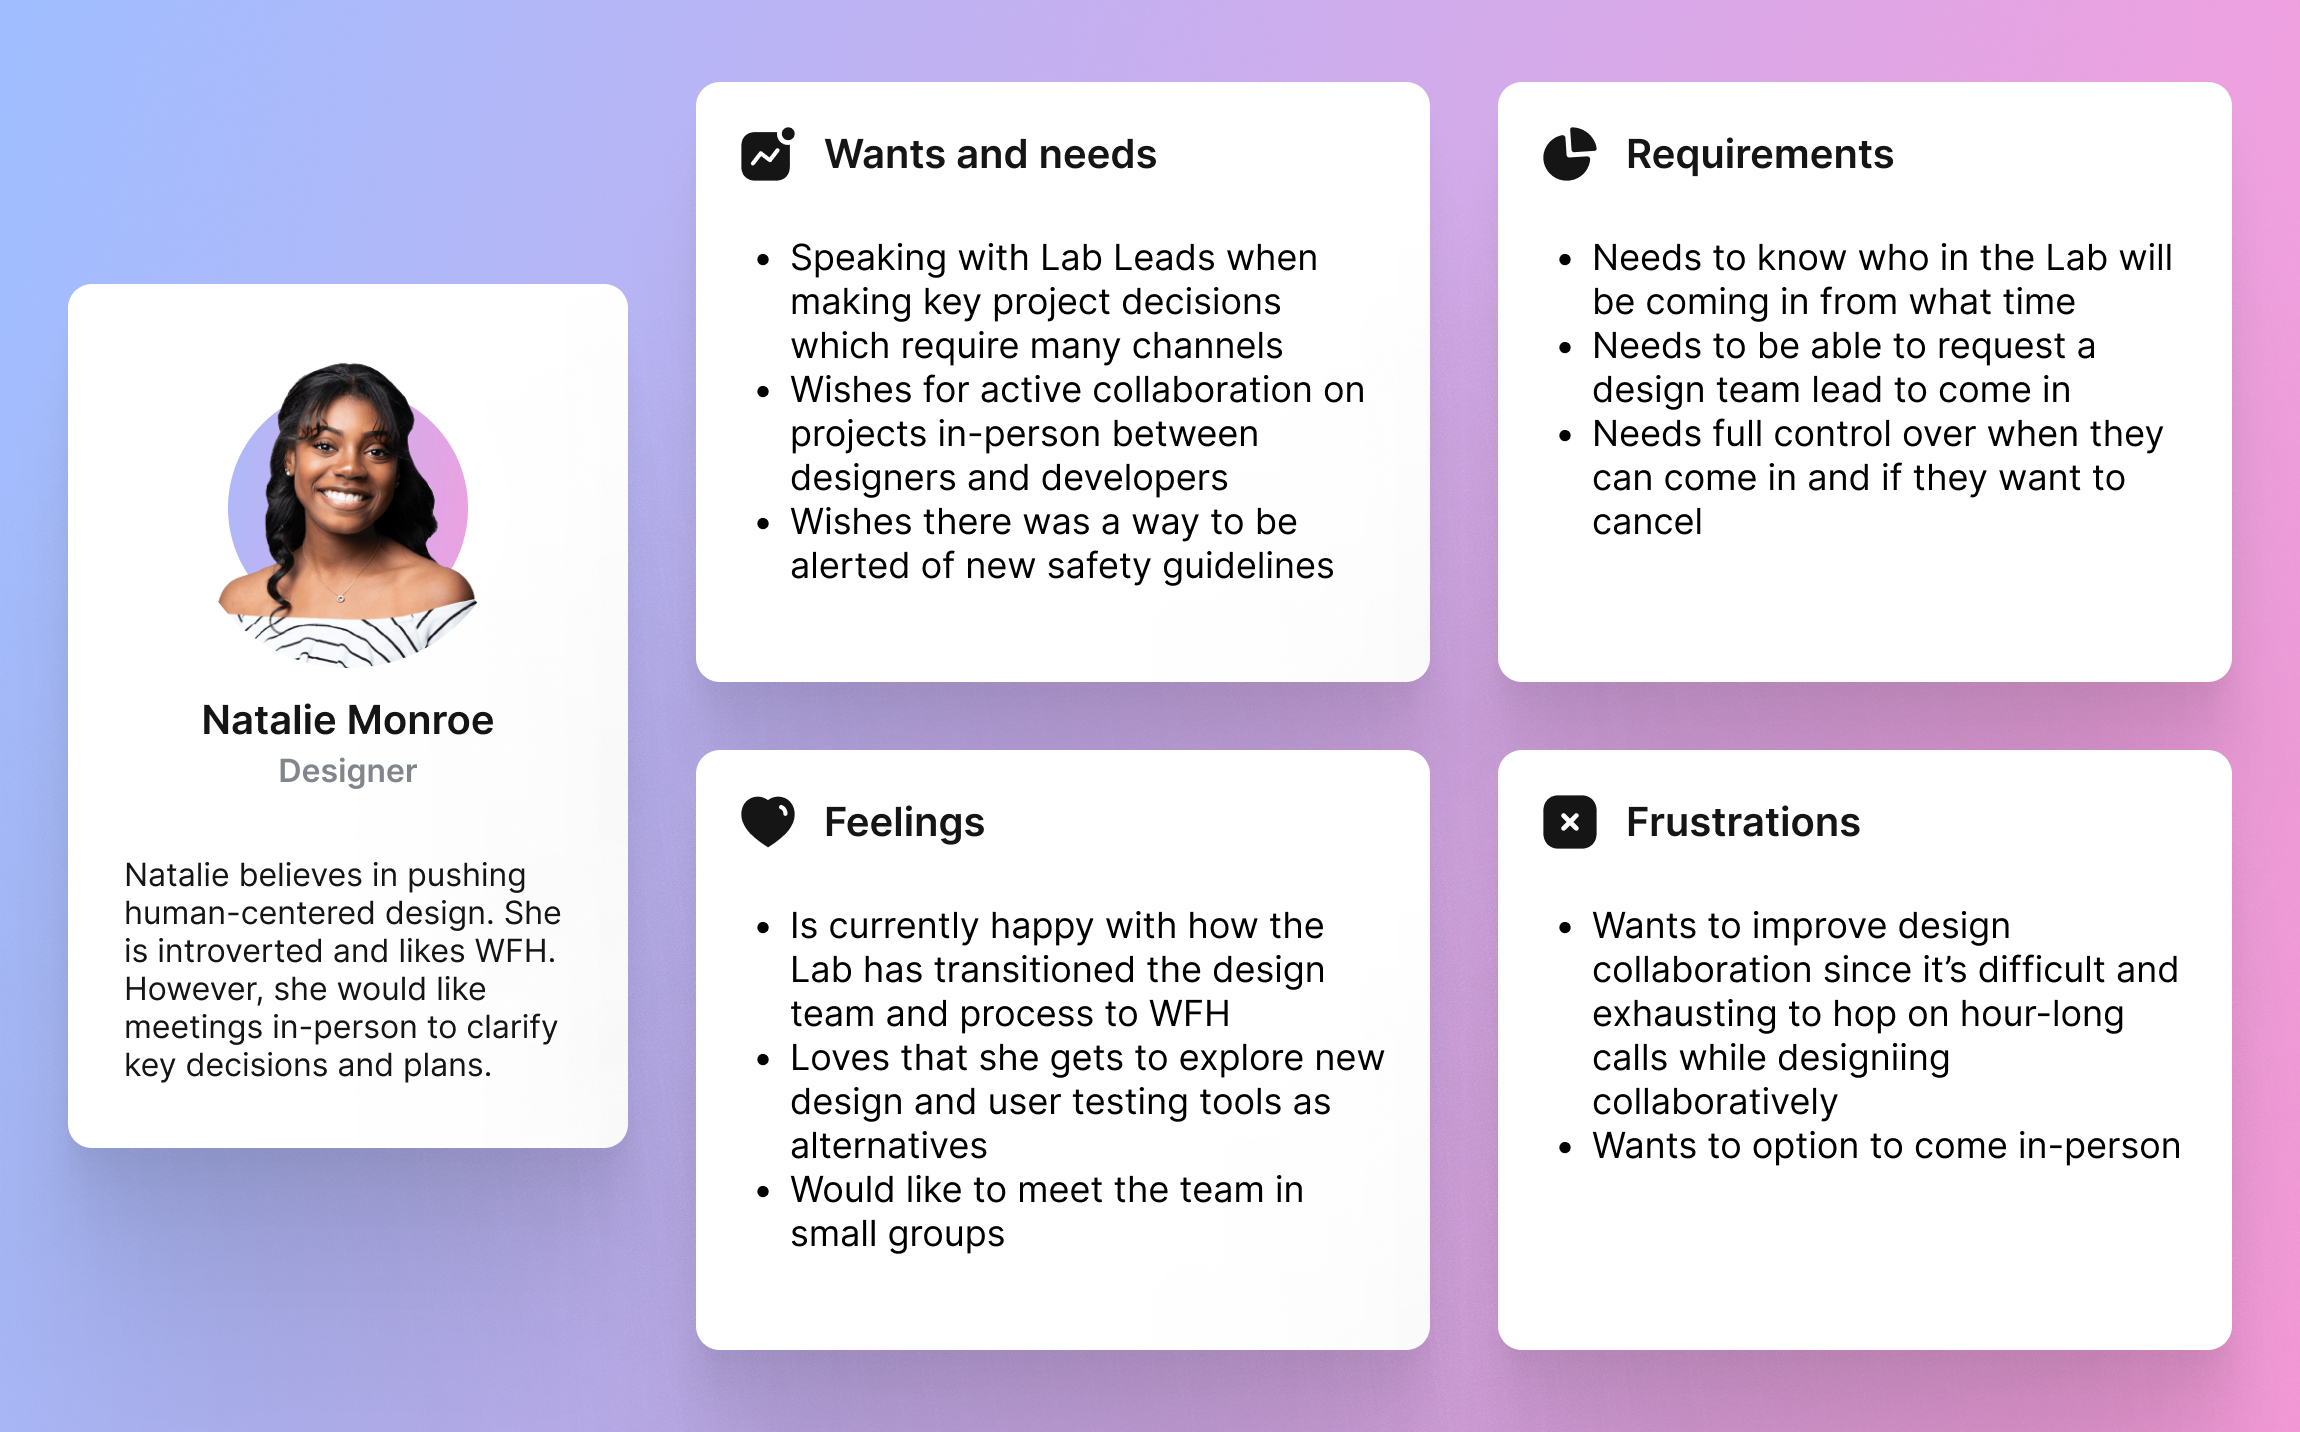 Natalie Monroe
Designer
Natalie believes in pushing
human-centered design. She
is introverted and likes WFH.
However, she would like
meetings in-person to clarify
key decisions and plans.
Wants and needs
• Speaking with Lab Leads when
making key project decisions
which require many channels
• Wishes for active collaboration on
projects in-person between
designers and developers
• Wishes there was a way to be
alerted of new safety guidelines
Requirements
• Needs to know who in the Lab will
be coming in from what time
• Needs to be able to request a
design team lead to come in
• Needs full control over when they
can come in and if they want to
cancel
Feelings
• Is currently happy with how the
Lab has transitioned the design
team and process to WFH
• Loves that she gets to explore new
design and user testing tools as
alternatives
• Would like to meet the team in
small groups
Frustrations
• Wants to improve design
collaboration since it’s difficult and
exhausting to hop on hour-long
calls while designiing
collaboratively
• Wants to option to come in-person